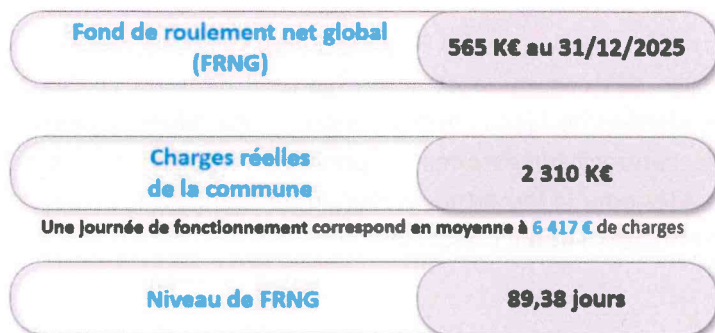 Fond de roulement net global
(FRNG)
565 K€ au 31/12/2025
Charges réelles
de la commune
2 310 K€
Une journée de fonctionnement correspond en moyenne à 6 417 € de charges
Niveau de FRNG
89,38 jours